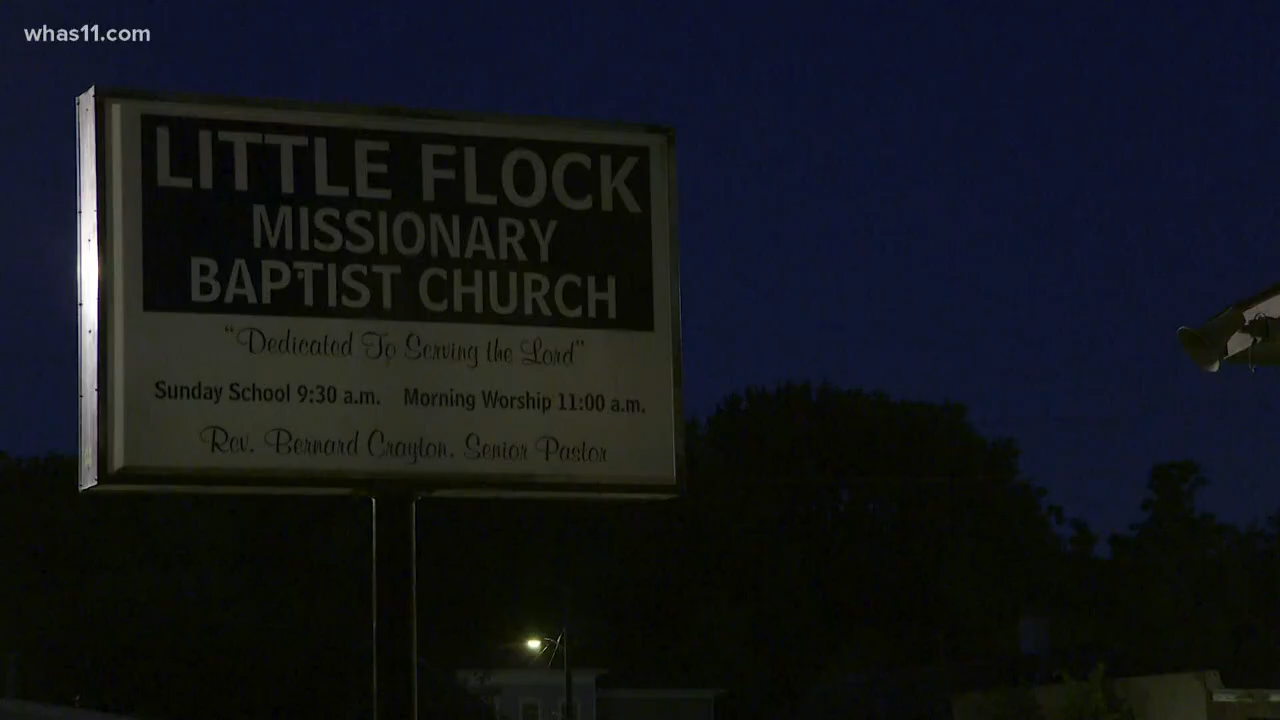 whas11.com
LITTLE FLOCK
MISSIONARY
BAPTIST CHURCH
“Dedicated To Serving the Lord”
Sunday School 9:30 a.m. Morning Worship 11:00 a.m.
Rev. Bernard Crayton, Senior Pastor